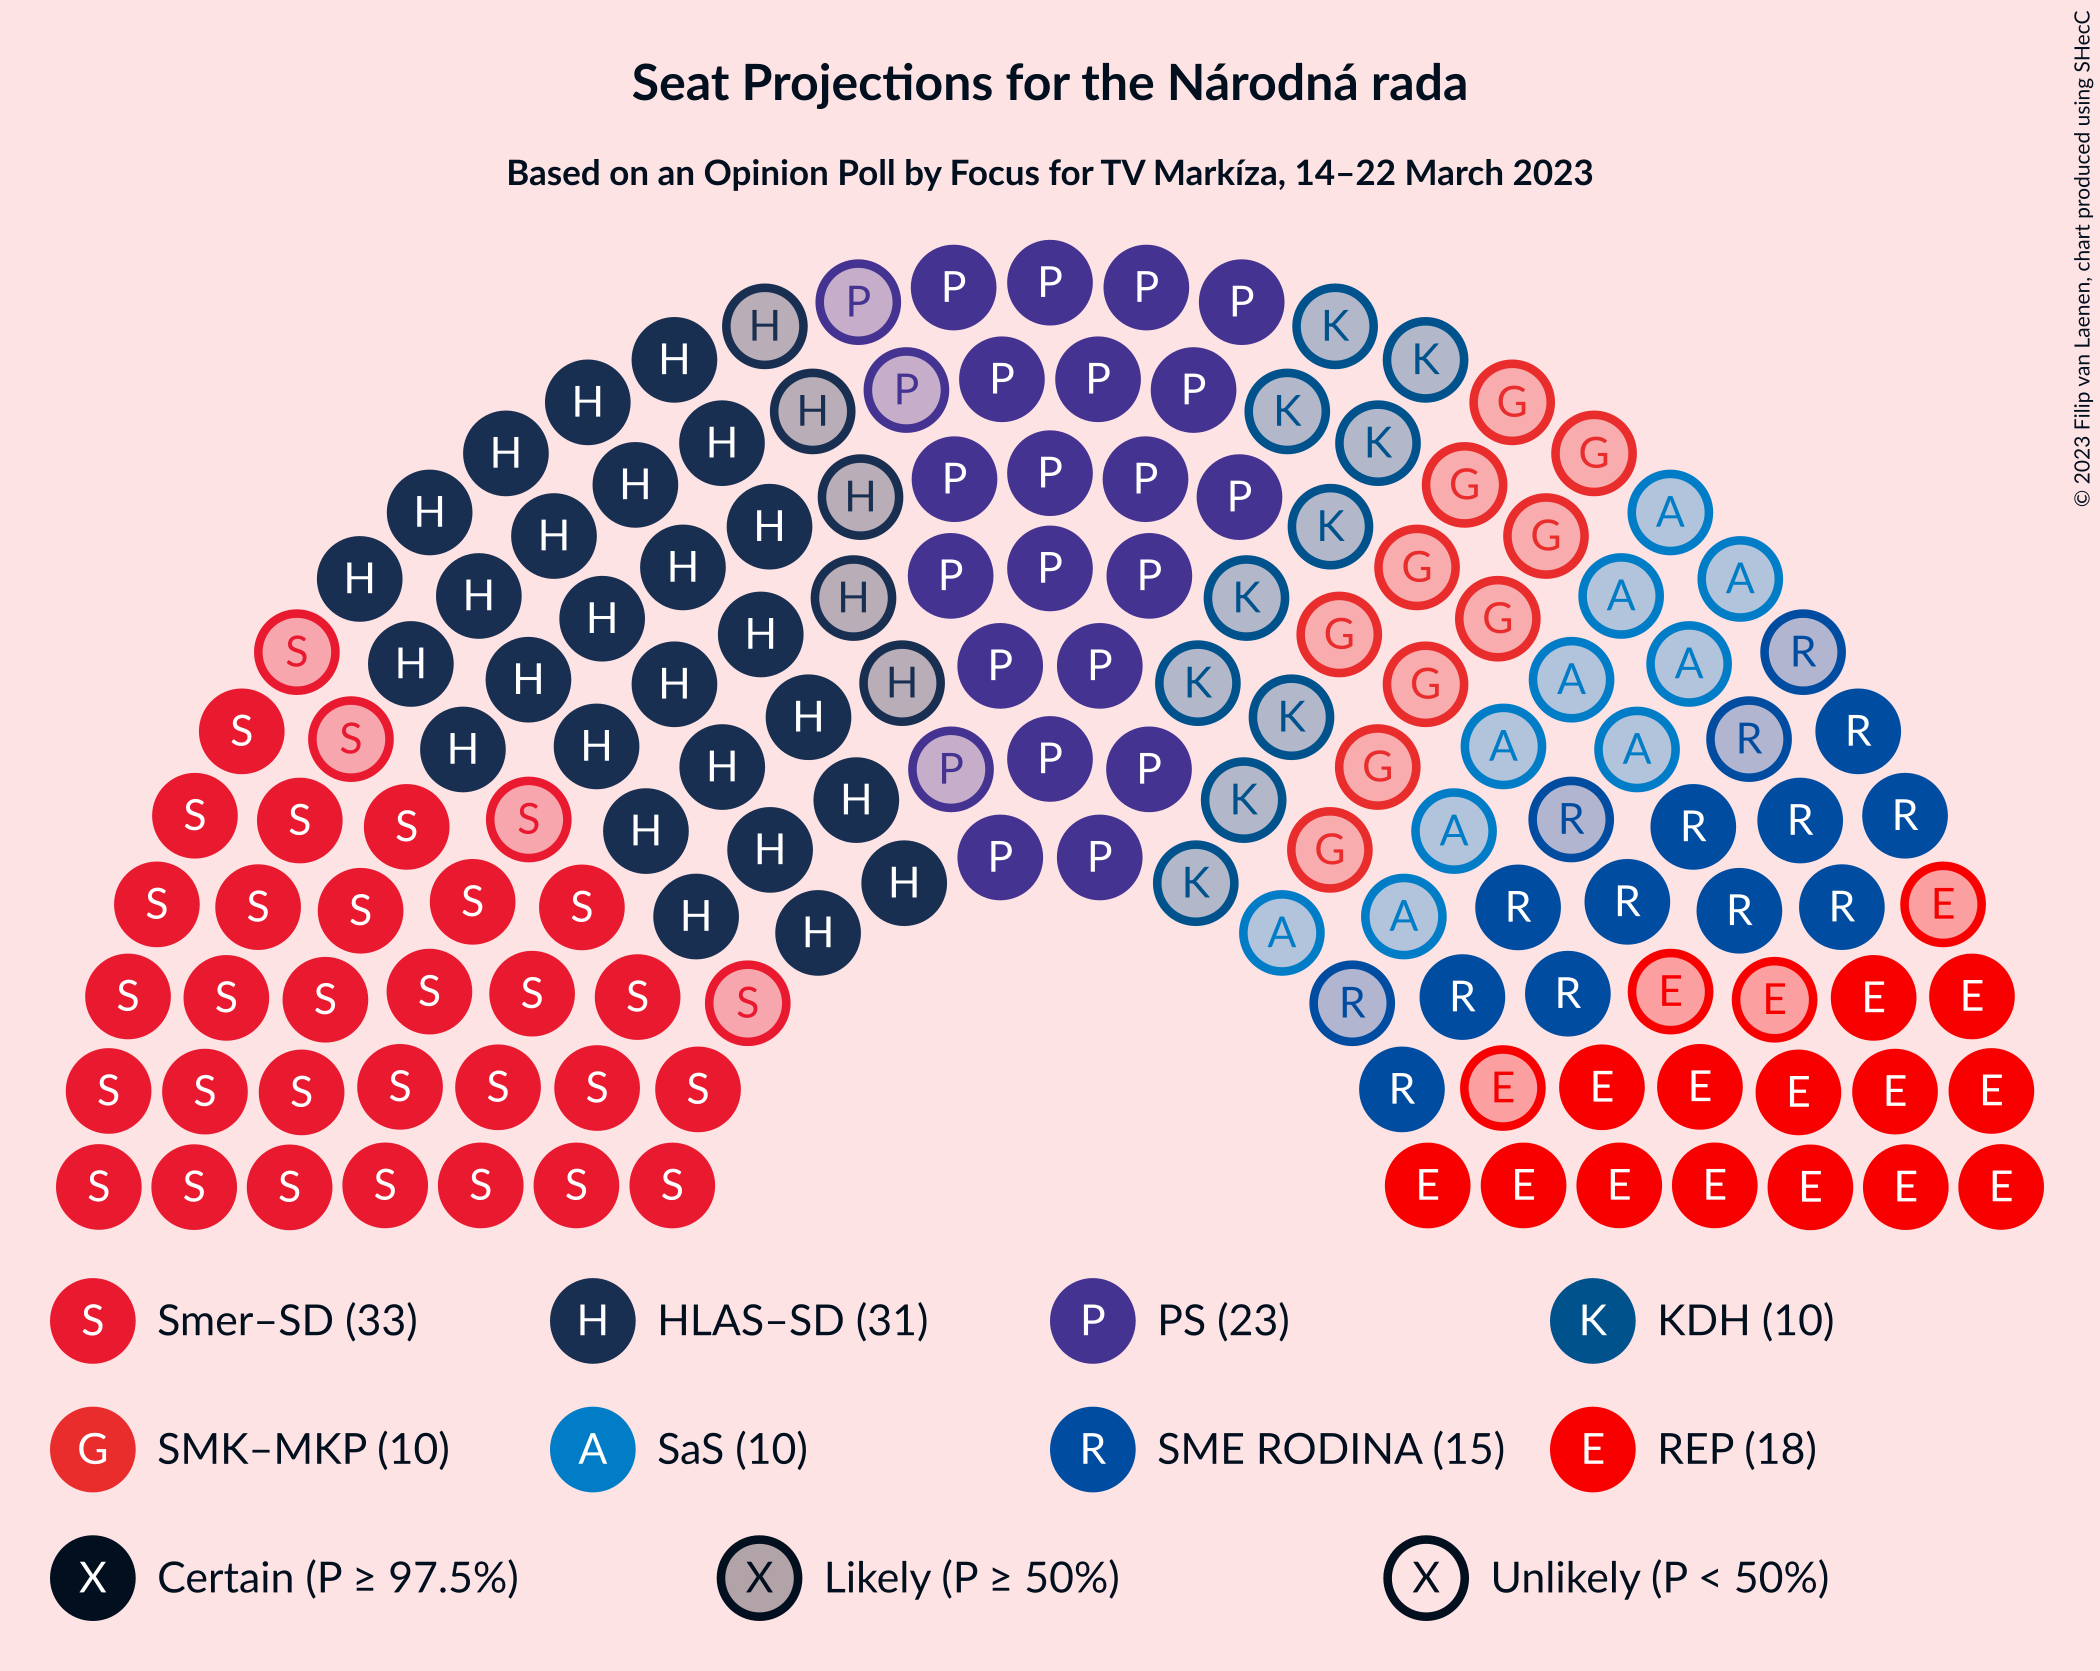 Seat Projections for the Národná rada
Based on an Opinion Poll by Focus for TV Markíza, 14–22 March 2023
© 2023 Filip van Laenen, chart produced using SHecC
P P P P P
H P P P P K
H H P P P P K K
H H P P P P K K G
H H H P P P K G G
H H H H P P K G G A
S H H H H P P P K G G A A R
S S H H H H P P K K G A A R R
S S S S H H H K G A R R R R
S S S S S H H H K A A R R R R E
S S S S S S S R R R E E E E
S S S S S S S R E E E E E E
S S S S S S S E E E E E E E
S Smer–SD (33) H HLAS–SD (31) P PS (23) K KDH (10)
G SMK–MKP (10) A SaS (10) R SME RODINA (15) E REP (18)
X Certain (P ≥ 97.5%) X Likely (P ≥ 50%) X Unlikely (P < 50%)